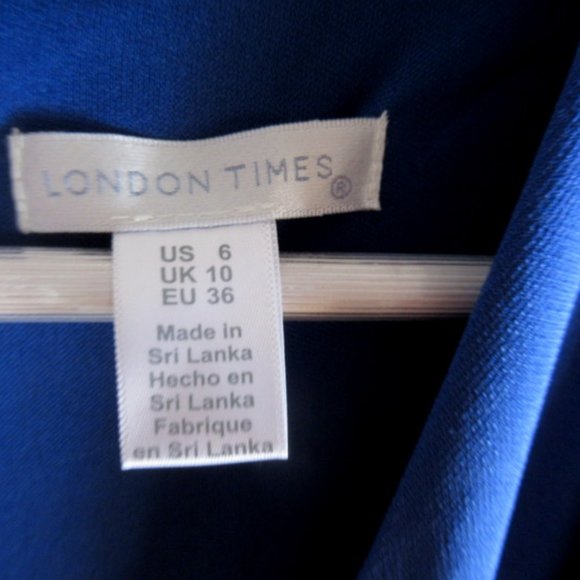 LONDON TIMES®
US 6
UK 10
EU 36
Made in
Sri Lanka
Hecho en
Sri Lanka
Fabrique
en Sri Lanka